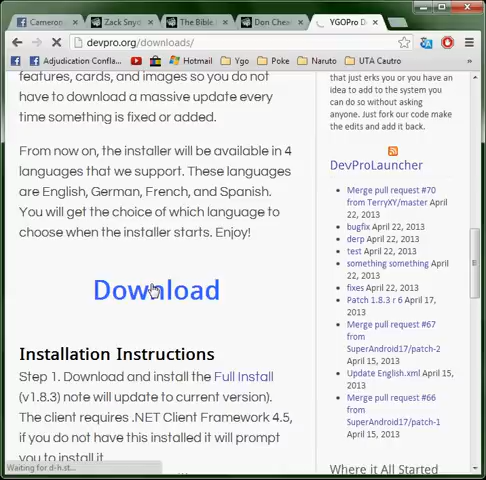 Cameron
Zack Snyd
The Bible
Don Chea
YGOPro D
devpro.org/downloads/
Adjudication Confla...
Hotmail
Ygo
Poke
Naruto
UTA Cautro
features, cards, and images so you do not
have to download a massive update every
time something is fixed or added.
From now on, the installer will be available in 4
languages that we support. These languages
are English, German, French, and Spanish.
You will get the choice of which language to
choose when the installer starts. Enjoy!
Download
Installation Instructions
Step 1. Download and install the Full Install
(v1.8.3) note will update to current version).
The client requires .NET Client Framework 4.5,
if you do not have this installed it will prompt
you to install it
Waiting for d-h.st...
that just erks you or you have an
idea to add to the system you
can do so without asking
anyone. Just fork our code make
the edits and add it back.
DevProLauncher
Merge pull request #70
from TerryXY/master April
22, 2013
bugfix April 22, 2013
derp April 22, 2013
test April 22, 2013
something something April
22, 2013
fixes April 22, 2013
Patch 1.8.3 r 6 April 17,
2013
Merge pull request #67
from
SuperAndroid17/patch-2
April 15, 2013
Update English.xml April 15,
2013
Merge pull request #66
from
SuperAndroid17/patch-1
April 15, 2013
Where it All Started